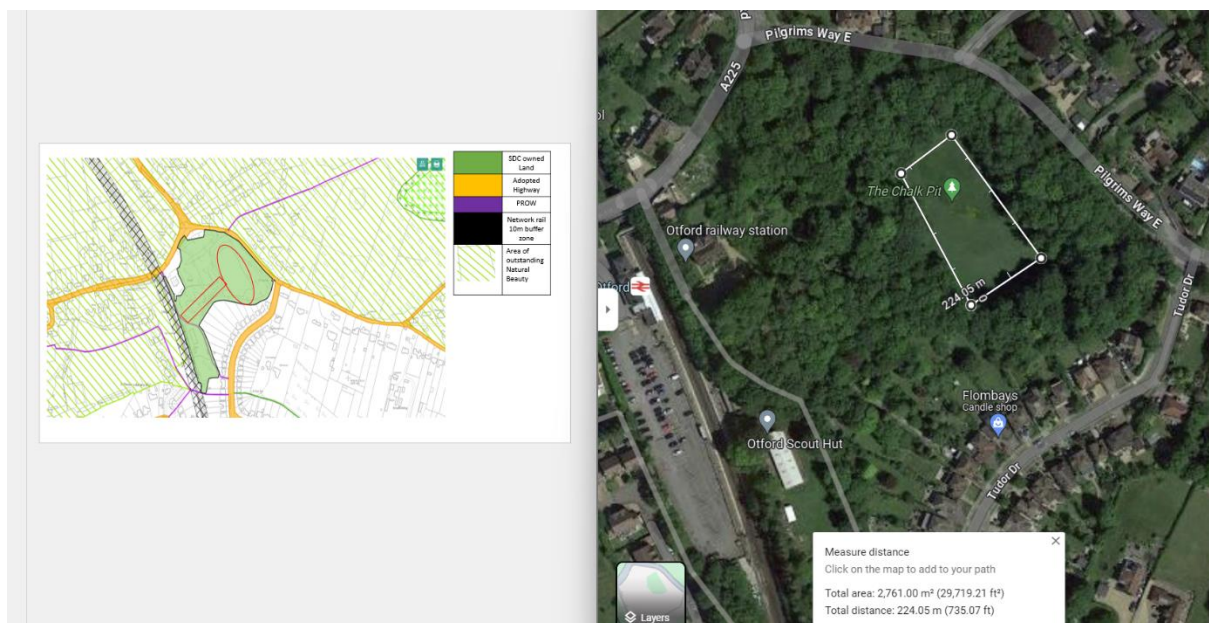 SDC owned
Land
Adopted
Highway
PROW
Network rail
10m buffer
zone
Area of
outstanding
Natural
Beauty
Pilgrims Way E
A225
The Chalk Pit
Pilgrims Way E
Otford railway station
Otford
224.05 m
Tudor Dr
Flombays
Candle shop
Otford Scout Hut
Tudor Dr
Measure distance
Click on the map to add to your path
Total area: 2,761.00 m² (29,719.21 ft²)
Total distance: 224.05 m (735.07 ft)
Layers